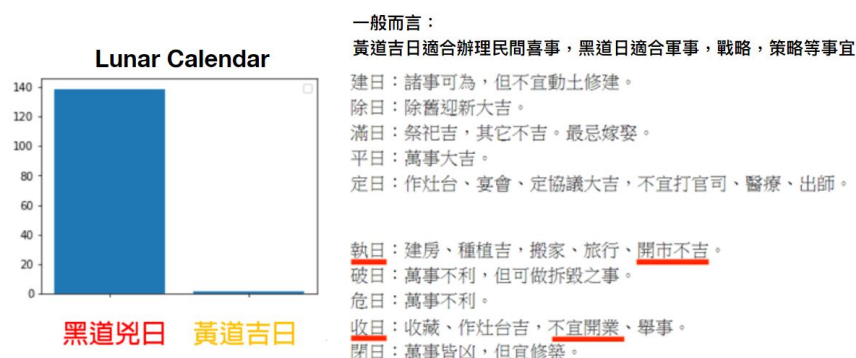 Lunar Calendar
140
120
100
80
60
40
20
0
黑道兇日
黃道吉日
一般而言：
黃道吉日適合辦理民間喜事，黑道日適合軍事，戰略，策略等事宜
建日：諸事可為，但不宜動土修建。
除日：除舊迎新大吉。
滿日：祭祀吉，其它不吉。最忌嫁娶。
平日：萬事大吉。
定日：作灶台、宴會、定協議大吉，不宜打官司、醫療、出師。
執日：建房、種植吉，搬家、旅行、開市不吉。
破日：萬事不利，但可做拆毀之事。
危日：萬事不利。
收日：收藏、作灶台吉，不宜開業、舉事。
閉日：萬事皆凶，但宜修築。